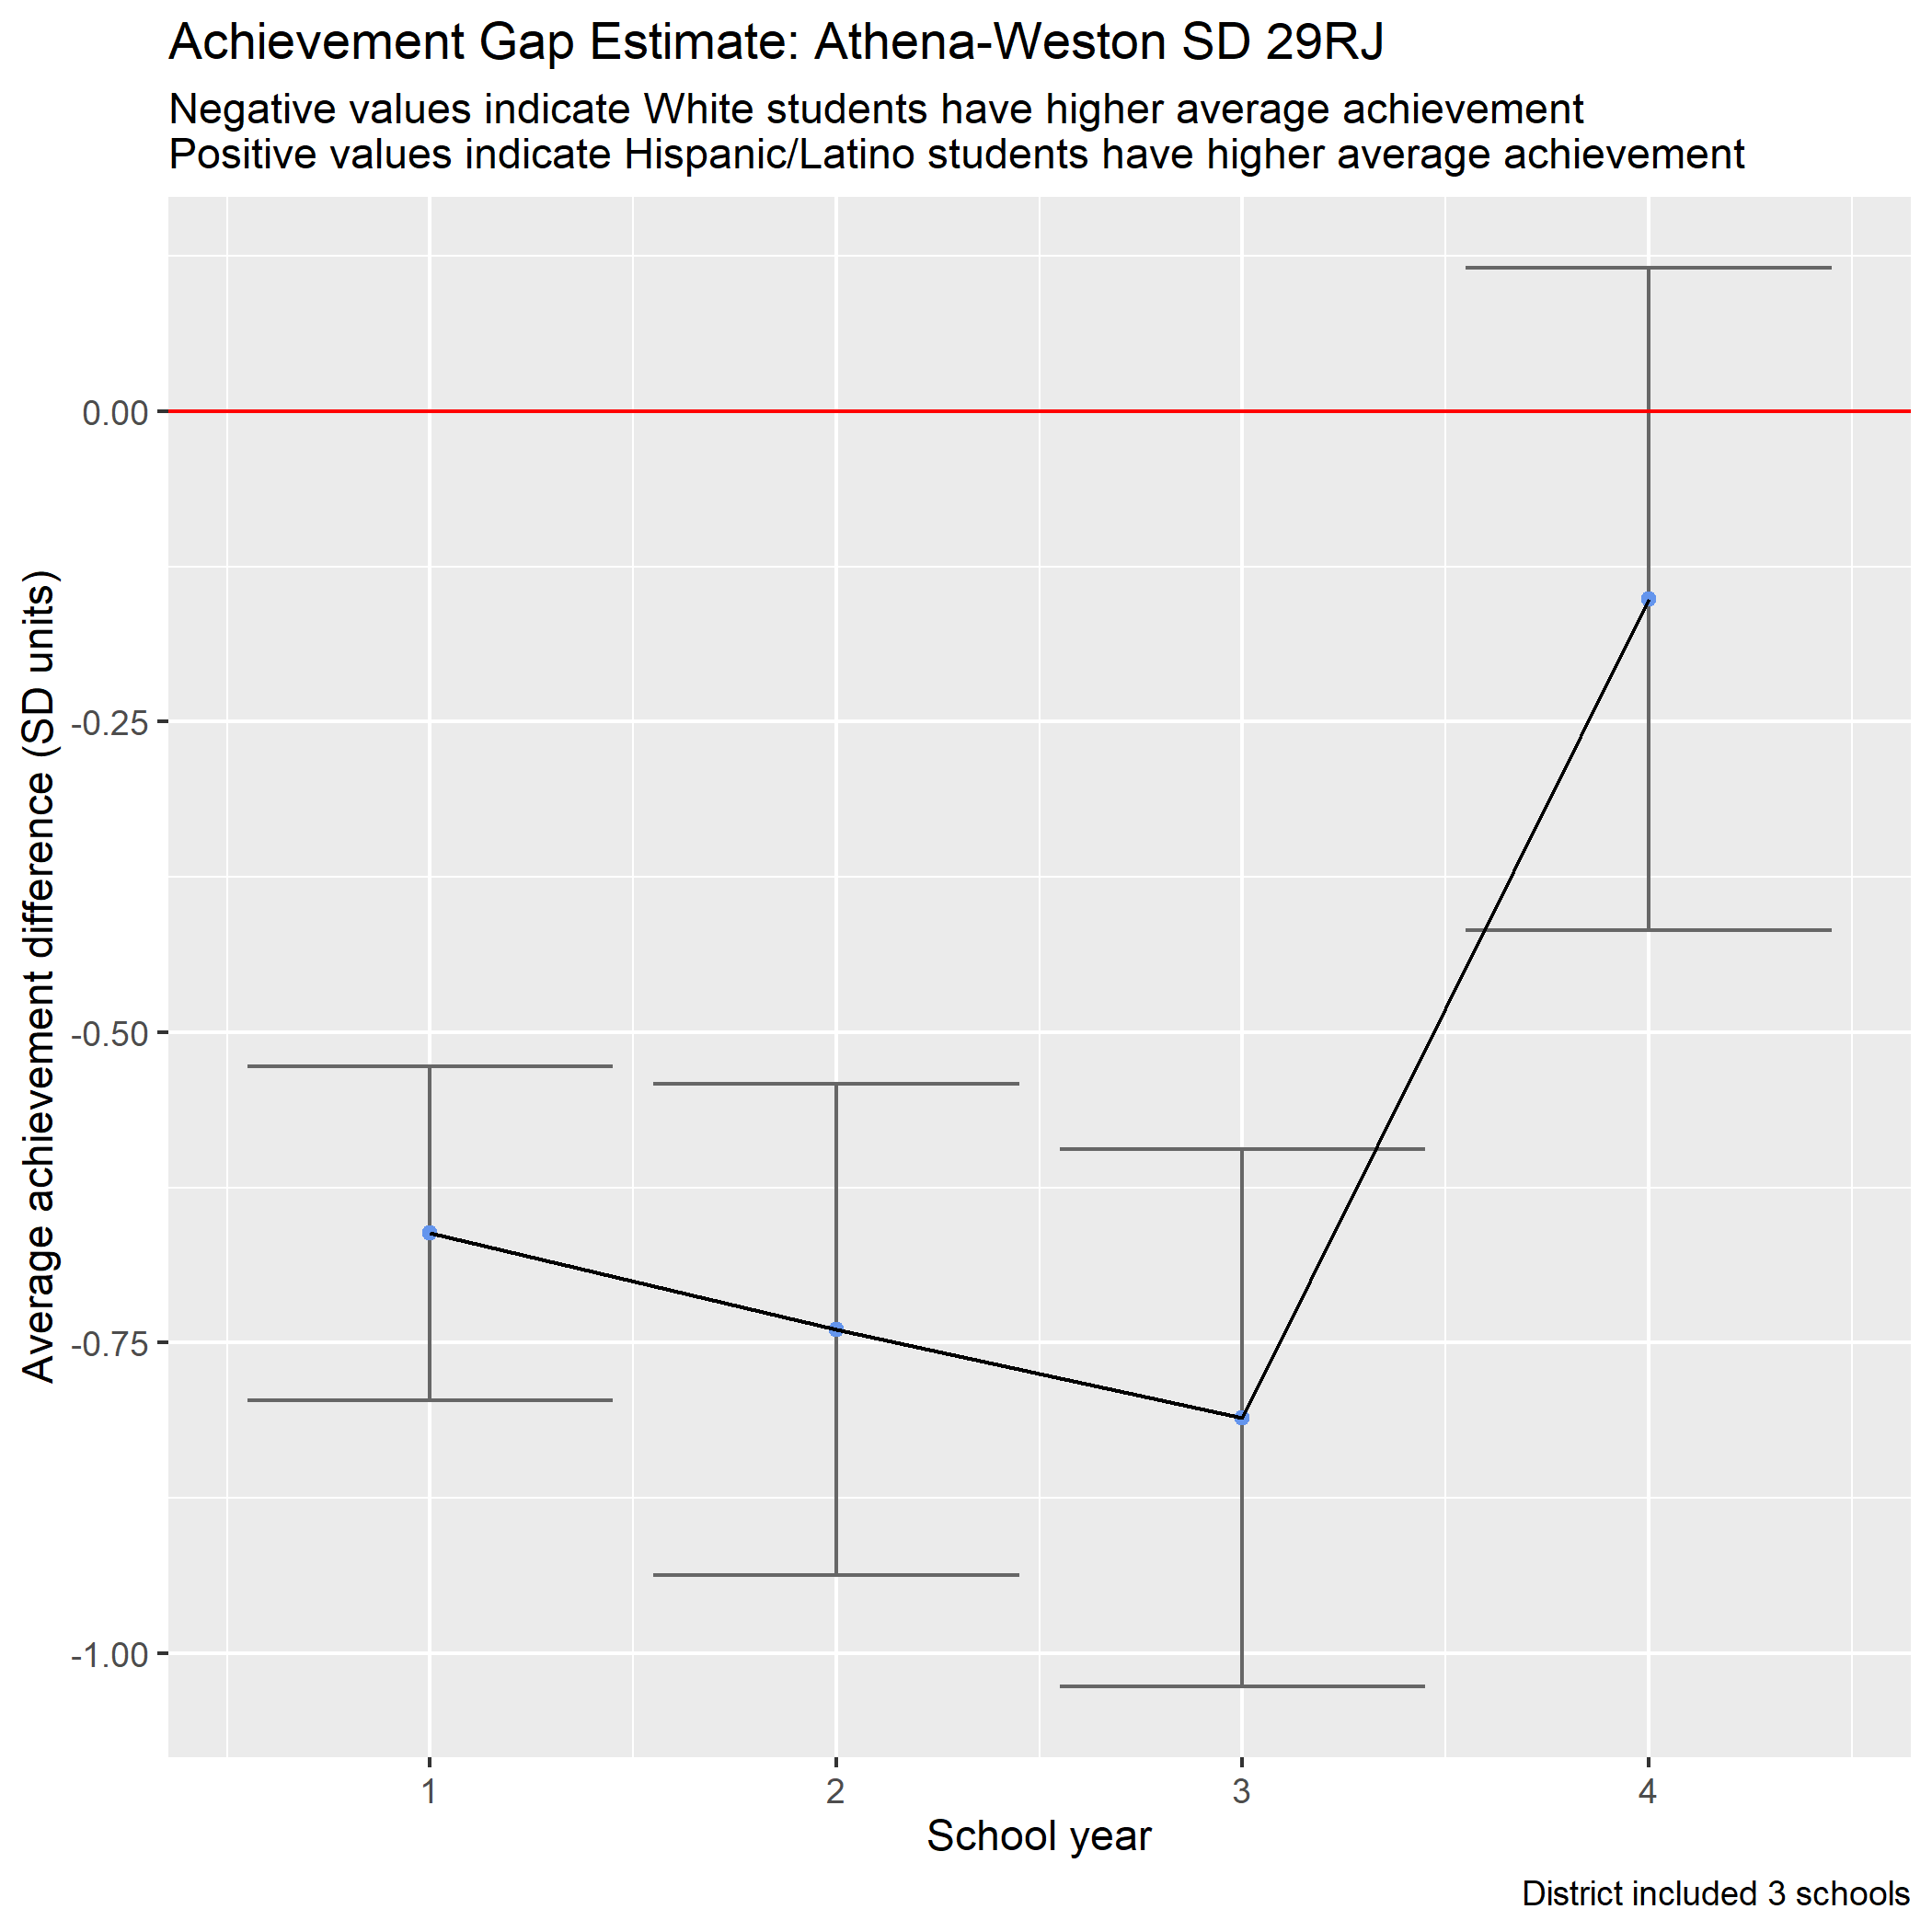 Achievement Gap Estimate: Athena-Weston SD 29RJ
Negative values indicate White students have higher average achievement
Positive values indicate Hispanic/Latino students have higher average achievement
Average achievement difference (SD units)
0.00
-0.25
-0.50
-0.75
-1.00
1
2
3
4
School year
District included 3 schools